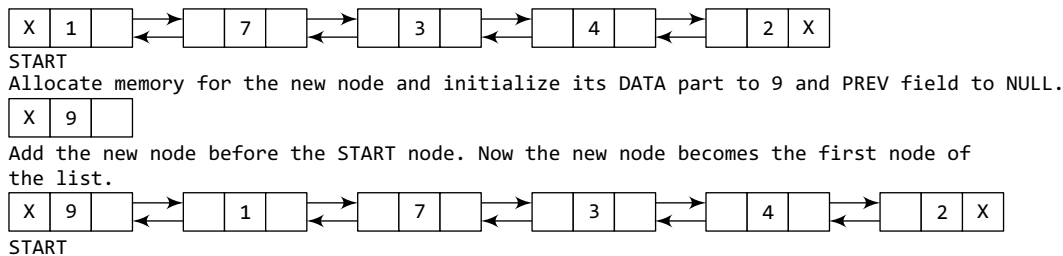 X 1 7 3 4 2 X
START
Allocate memory for the new node and initialize its DATA part to 9 and PREV field to NULL.
X 9
Add the new node before the START node. Now the new node becomes the first node of
the list.
X 9 1 7 3 4 2 X
START